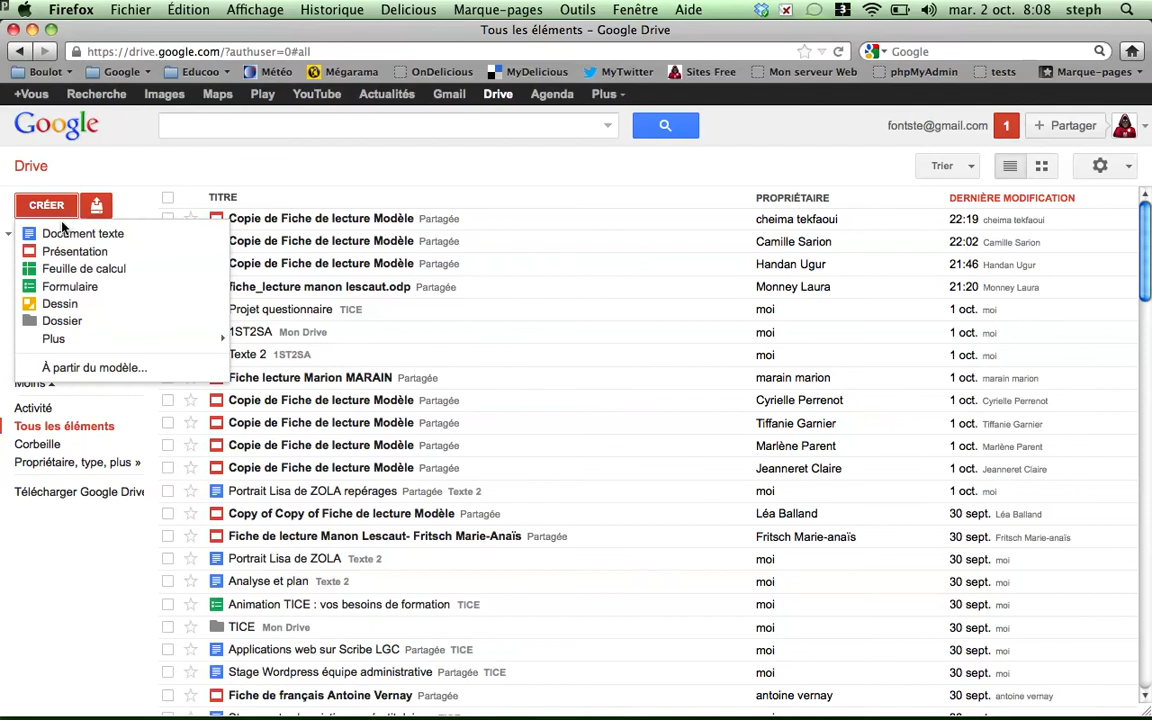 Firefox Fichier Édition Affichage Historique Delicious Marque-pages Outils Fenêtre Aide 3 mar. 2 oct. 8:08 steph
Tous les éléments - Google Drive
https://drive.google.com/?authuser=0#all Google
Boulot Google Educoo Météo Mégarama OnDelicious MyDelicious MyTwitter Sites Free Mon serveur Web phpMyAdmin tests Marque-pages
+Vous Recherche Images Maps Play YouTube Actualités Gmail Drive Agenda Plus
Google fontste@gmail.com 1 + Partager
Drive Trier
CRÉER TITRE PROPRIÉTAIRE DERNIÈRE MODIFICATION
Document texte
Présentation
Feuille de calcul
Formulaire
Dessin
Dossier
Plus
À partir du modèle...
Moins
Activité
Tous les éléments
Corbeille
Propriétaire, type, plus »
Télécharger Google Drive
Copie de Fiche de lecture Modèle Partagée cheima tekfaoui 22:19 cheima tekfaoui
Copie de Fiche de lecture Modèle Partagée Camille Sarion 22:02 Camille Sarion
Copie de Fiche de lecture Modèle Partagée Handan Ugur 21:46 Handan Ugur
fiche_lecture manon lescaut.odp Partagée Monney Laura 21:20 Monney Laura
Projet questionnaire TICE moi 1 oct. moi
1ST2SA Mon Drive moi 1 oct. moi
Texte 2 1ST2SA moi 1 oct. moi
Fiche lecture Marion MARAIN Partagée marain marion 1 oct. marain marion
Copie de Fiche de lecture Modèle Partagée Cyrielle Perrenot 1 oct. Cyrielle Perrenot
Copie de Fiche de lecture Modèle Partagée Tiffanie Garnier 1 oct. Tiffanie Garnier
Copie de Fiche de lecture Modèle Partagée Marlène Parent 1 oct. Marlène Parent
Copie de Fiche de lecture Modèle Partagée Jeanneret Claire 1 oct. Jeanneret Claire
Portrait Lisa de ZOLA repérages Partagée Texte 2 moi 1 oct. moi
Copy of Copy of Fiche de lecture Modèle Partagée Léa Balland 30 sept. Léa Balland
Fiche de lecture Manon Lescaut- Fritsch Marie-Anaïs Partagée Fritsch Marie-anaïs 30 sept. Fritsch Marie-anaïs
Portrait Lisa de ZOLA Texte 2 moi 30 sept. moi
Analyse et plan Texte 2 moi 30 sept. moi
Animation TICE : vos besoins de formation TICE moi 30 sept. moi
TICE Mon Drive moi 30 sept. moi
Applications web sur Scribe LGC Partagée TICE moi 30 sept. moi
Stage Wordpress équipe administrative Partagée TICE moi 30 sept. moi
Fiche de français Antoine Vernay Partagée antoine vernay 30 sept. antoine vernay